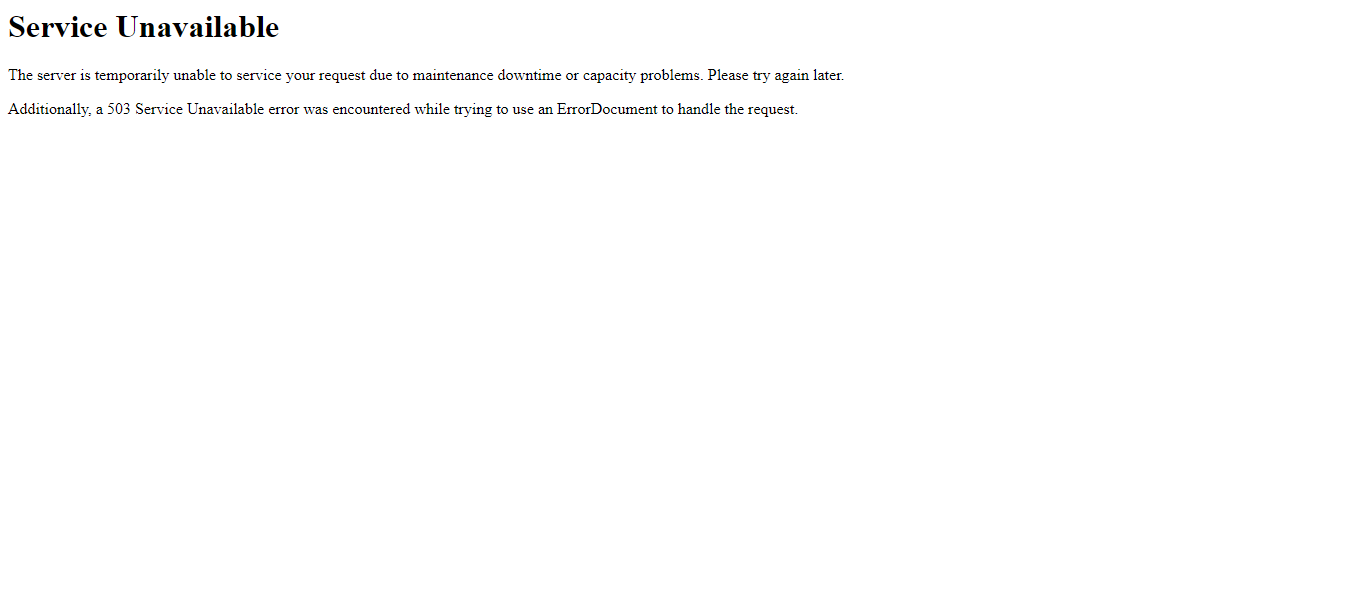 Service Unavailable
The server is temporarily unable to service your request due to maintenance downtime or capacity problems. Please try again later.
Additionally, a 503 Service Unavailable error was encountered while trying to use an ErrorDocument to handle the request.